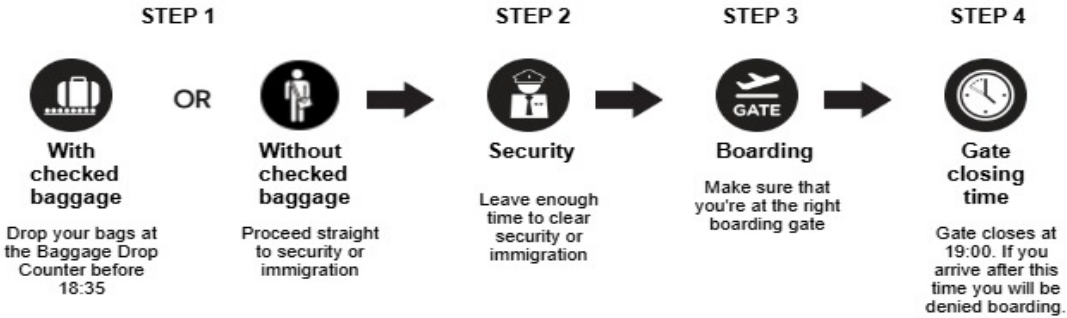 STEP 1
STEP 2
STEP 3
STEP 4
OR
GATE
With
checked
baggage
Drop your bags at
the Baggage Drop
Counter before
18:35
Without
checked
baggage
Proceed straight
to security or
immigration
Security
Leave enough
time to clear
security or
immigration
Boarding
Make sure that
you're at the right
boarding gate
Gate
closing
time
Gate closes at
19:00. If you
arrive after this
time you will be
denied boarding.